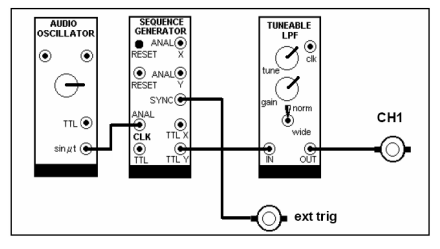 AUDIO
OSCILLATOR
TTL
sin µt
SEQUENCE
GENERATOR
ANAL
X
RESET
ANAL
Y
RESET
SYNC
ANAL
CLK
TTL X
TTL
TTL Y
TUNEABLE
LPF
clk
tune
gain
norm
wide
IN
OUT
CH1
ext trig